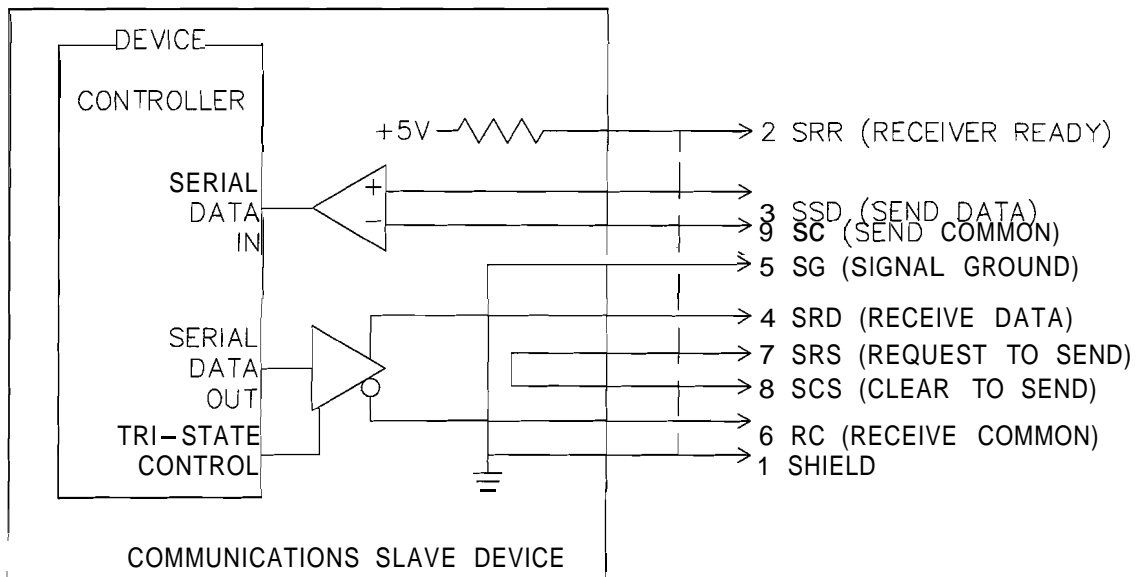 DEVICE
CONTROLLER
+5V
2 SRR (RECEIVER READY)
SERIAL
DATA
IN
+
−
3 SSD (SEND DATA)
9 SC (SEND COMMON)
5 SG (SIGNAL GROUND)
SERIAL
DATA
OUT
4 SRD (RECEIVE DATA)
7 SRS (REQUEST TO SEND)
8 SCS (CLEAR TO SEND)
TRI-STATE
CONTROL
6 RC (RECEIVE COMMON)
1 SHIELD
COMMUNICATIONS SLAVE DEVICE